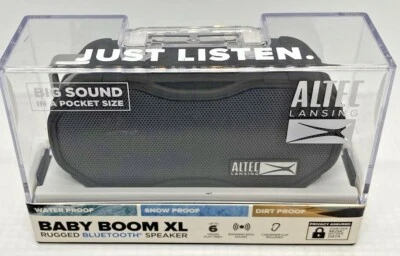 JUST LISTEN.
BIG SOUND
IN A POCKET SIZE
ALTEC
LANSING
ALTEC
LANSING
WATER PROOF
SNOW PROOF
DIRT PROOF
BABY BOOM XL
RUGGED BLUETOOTH® SPEAKER
6